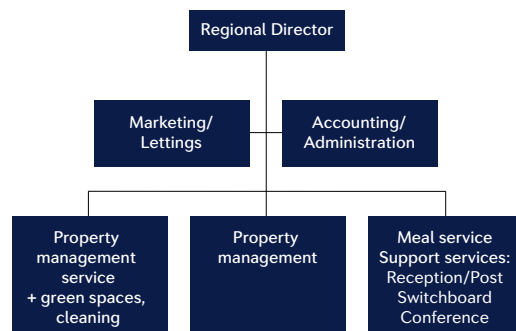 Regional Director
Marketing/
Lettings
Accounting/
Administration
Property
management
service
+ green spaces,
cleaning
Property
management
Meal service
Support services:
Reception/Post
Switchboard
Conference